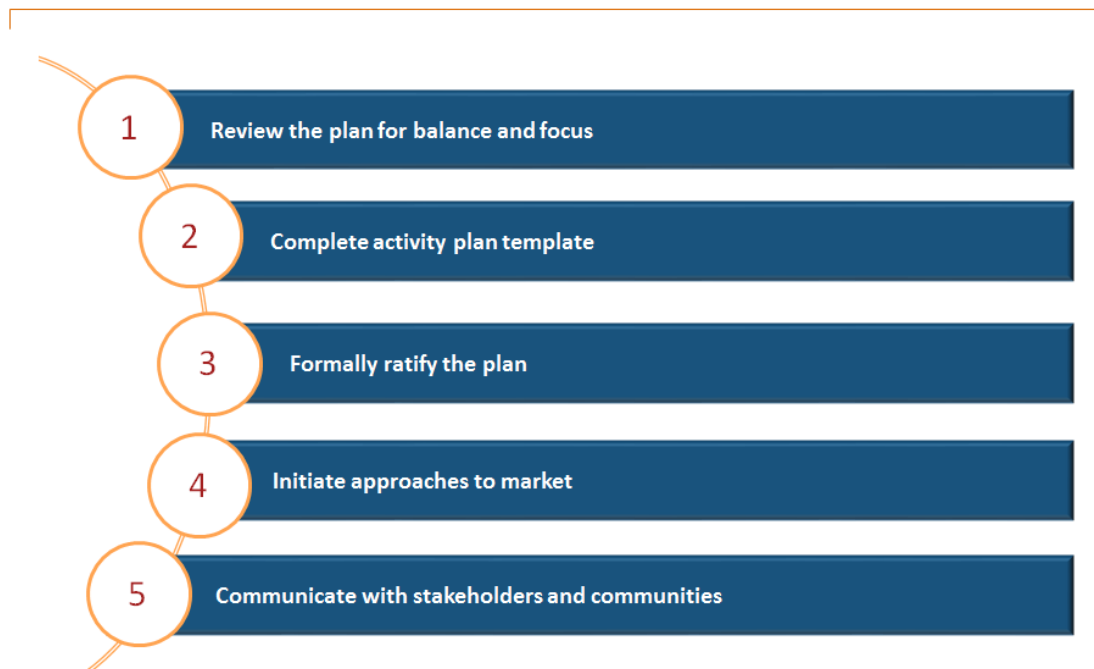 1
Review the plan for balance and focus
2
Complete activity plan template
3
Formally ratify the plan
4
Initiate approaches to market
5
Communicate with stakeholders and communities